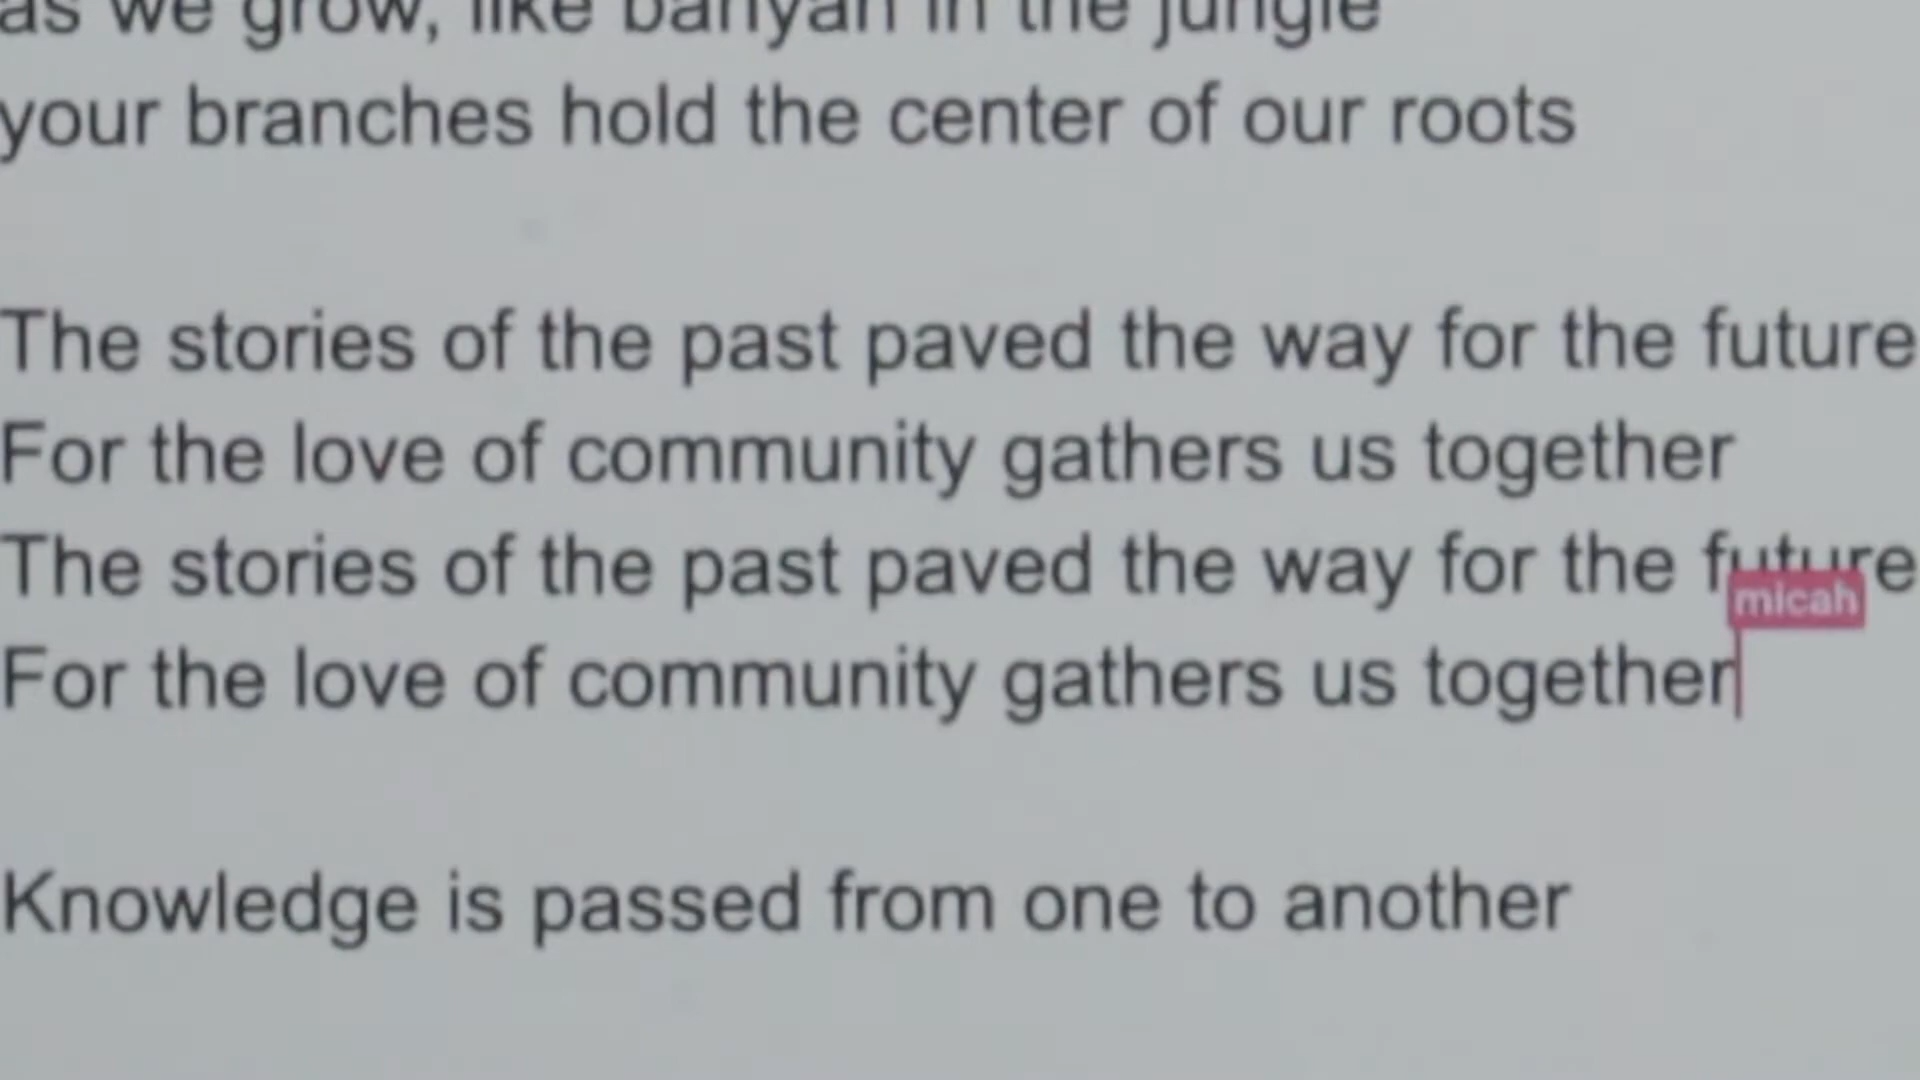 as we grow, like banyan in the jungle
your branches hold the center of our roots
The stories of the past paved the way for the future
For the love of community gathers us together
The stories of the past paved the way for the future
micah
For the love of community gathers us together
Knowledge is passed from one to another